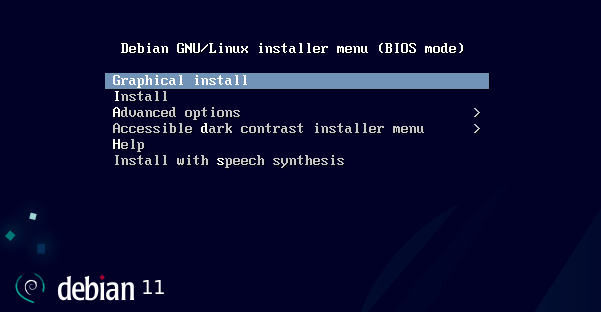 Debian GNU/Linux installer menu (BIOS mode)
Graphical install
Install
Advanced options >
Accessible dark contrast installer menu >
Help
Install with speech synthesis
debian 11